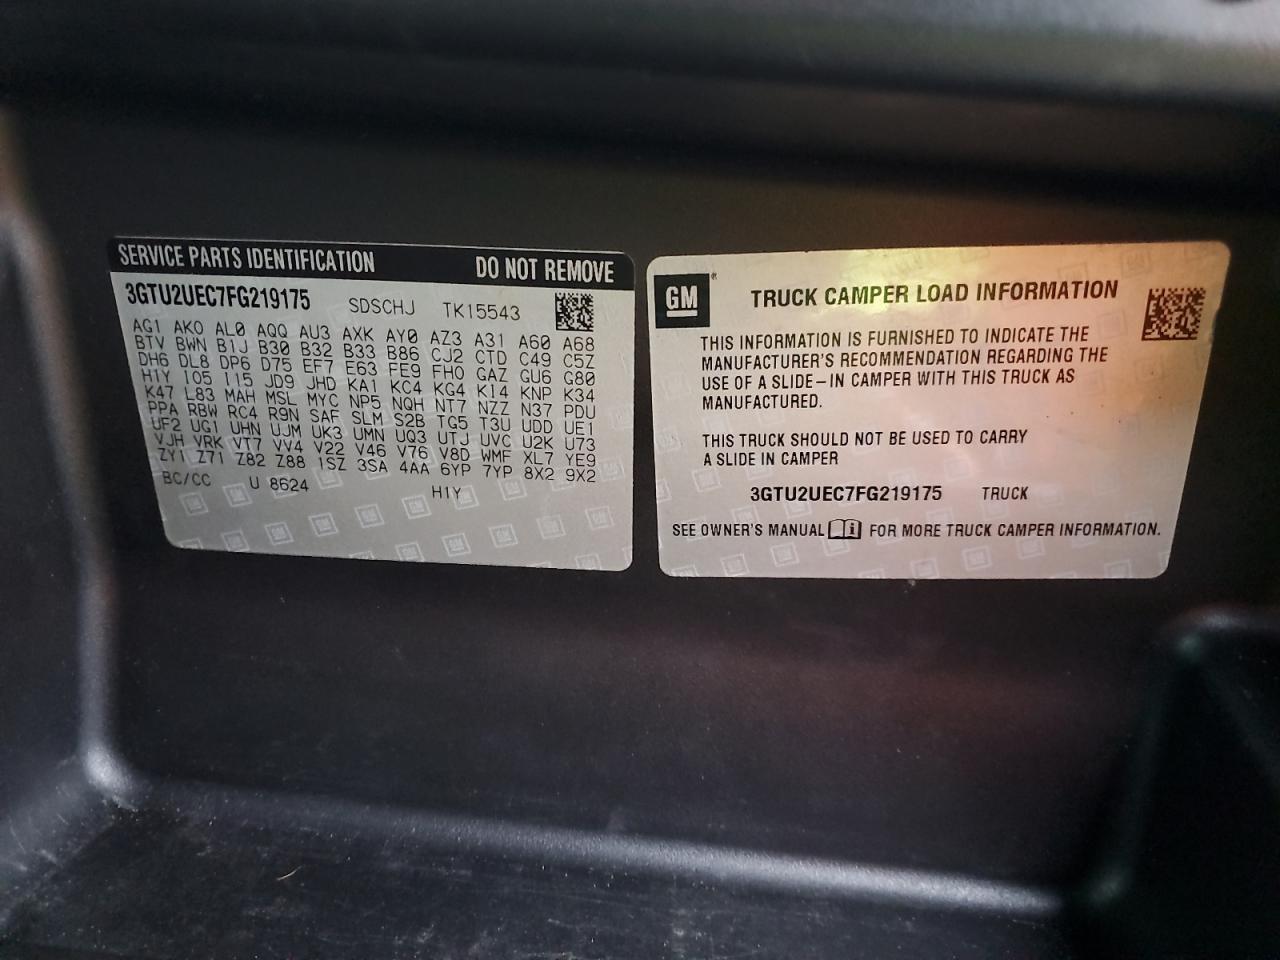 SERVICE PARTS IDENTIFICATION DO NOT REMOVE
3GTU2UEC7FG219175 SDSCHJ TK15543
AG1 AKO AL0 AQQ AU3 AXK AY0 AZ3 A31 A60 A68
BTV BWN B1J B30 B32 B33 B86 CJ2 CTD C49 C5Z
DH6 DL8 DP6 D75 EF7 E63 FE9 FHO GAZ GU6 G80
H1Y IO5 I15 JD9 JHD KA1 KC4 KG4 K14 KNP K34
K47 L83 MAH MSL MYC NP5 NQH NT7 NZZ N37 PDU
PPA RBW RC4 R9N SAF SLM S2B TG5 T3U UDD UE1
UF2 UG1 UHN UJM UK3 UMN UQ3 UTJ UVC U2K U73
VJH VRK VT7 VV4 V22 V46 V76 V8D WMF XL7 YE9
ZY1 Z71 Z82 Z88 1SZ 3SA 4AA 6YP 7YP 8X2 9X2
BC/CC U 8624 H1Y
GM
TRUCK CAMPER LOAD INFORMATION
THIS INFORMATION IS FURNISHED TO INDICATE THE
MANUFACTURER'S RECOMMENDATION REGARDING THE
USE OF A SLIDE-IN CAMPER WITH THIS TRUCK AS
MANUFACTURED.
THIS TRUCK SHOULD NOT BE USED TO CARRY
A SLIDE IN CAMPER
3GTU2UEC7FG219175 TRUCK
SEE OWNER'S MANUAL FOR MORE TRUCK CAMPER INFORMATION.